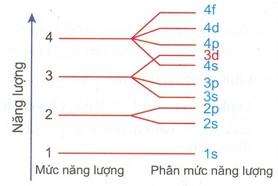 Năng lượng
4
3
2
1
4f
4d
4p
3d
4s
3p
3s
2p
2s
1s
Mức năng lượng
Phân mức năng lượng